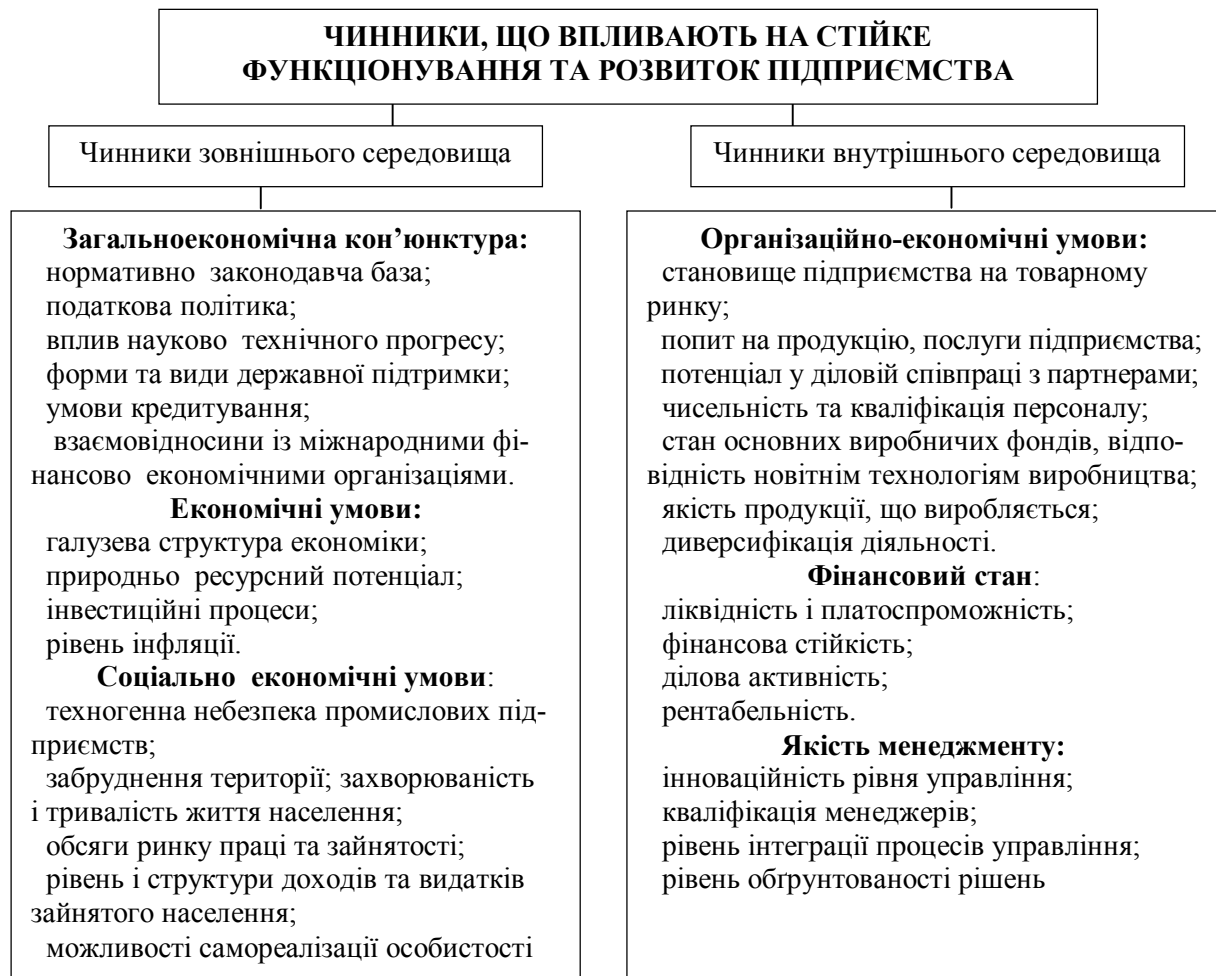 ЧИННИКИ, ЩО ВПЛИВАЮТЬ НА СТІЙКЕ
ФУНКЦІОНУВАННЯ ТА РОЗВИТОК ПІДПРИЄМСТВА
Чинники зовнішнього середовища
Загальноекономічна кон’юнктура:
нормативно законодавча база;
податкова політика;
вплив науково технічного прогресу;
форми та види державної підтримки;
умови кредитування;
взаємовідносини із міжнародними фі-
нансово економічними організаціями.
Економічні умови:
галузева структура економіки;
природньо ресурсний потенціал;
інвестиційні процеси;
рівень інфляції.
Соціально економічні умови:
техногенна небезпека промислових під-
приємств;
забруднення території; захворюваність
і тривалість життя населення;
обсяги ринку праці та зайнятості;
рівень і структури доходів та видатків
зайнятого населення;
можливості самореалізації особистості
Чинники внутрішнього середовища
Організаційно-економічні умови:
становище підприємства на товарному
ринку;
попит на продукцію, послуги підприємства;
потенціал у діловій співпраці з партнерами;
чисельність та кваліфікація персоналу;
стан основних виробничих фондів, відпо-
відність новітнім технологіям виробництва;
якість продукції, що виробляється;
диверсифікація діяльності.
Фінансовий стан:
ліквідність і платоспроможність;
фінансова стійкість;
ділова активність;
рентабельність.
Якість менеджменту:
інноваційність рівня управління;
кваліфікація менеджерів;
рівень інтеграції процесів управління;
рівень обґрунтованості рішень